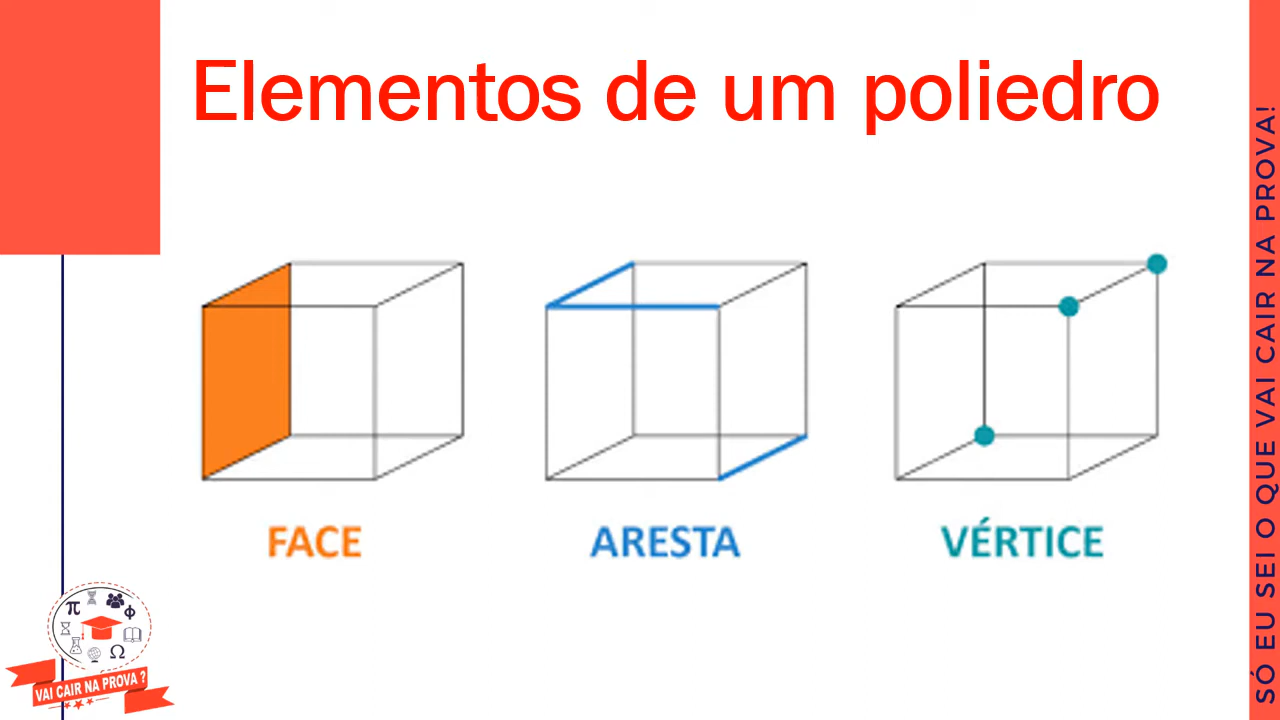 Elementos de um poliedro
FACE
ARESTA
VÉRTICE
π
Φ
Ω
VAI CAIR NA PROVA ?
SÓ EU SEI O QUE VAI CAIR NA PROVA!